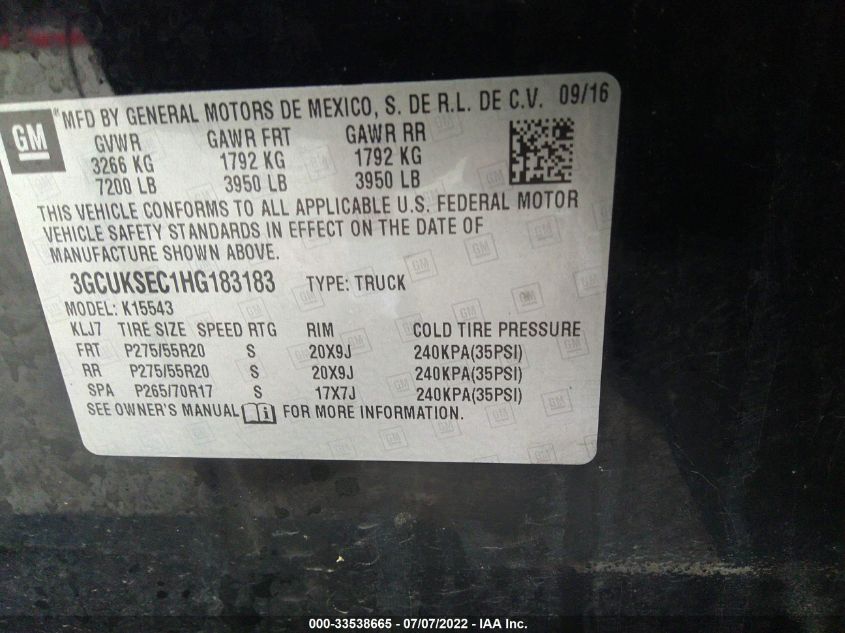 GM
MFD BY GENERAL MOTORS DE MEXICO, S. DE R.L. DE C.V. 09/16
GVWR GAWR FRT GAWR RR
3266 KG 1792 KG 1792 KG
7200 LB 3950 LB 3950 LB
THIS VEHICLE CONFORMS TO ALL APPLICABLE U.S. FEDERAL MOTOR
VEHICLE SAFETY STANDARDS IN EFFECT ON THE DATE OF
MANUFACTURE SHOWN ABOVE.
3GCUKSEC1HG183183 TYPE: TRUCK
MODEL: K15543
KLJ7 TIRE SIZE SPEED RTG RIM COLD TIRE PRESSURE
FRT P275/55R20 S 20X9J 240KPA(35PSI)
RR P275/55R20 S 20X9J 240KPA(35PSI)
SPA P265/70R17 S 17X7J 240KPA(35PSI)
SEE OWNER'S MANUAL FOR MORE INFORMATION.
000-33538665 - 07/07/2022 - IAA Inc.